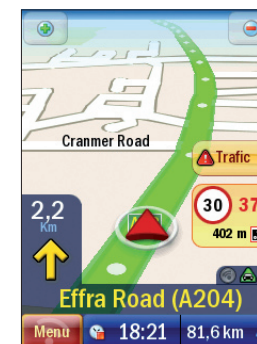 Cranmer Road
Trafic
30 37
402 m
2,2
Km
Effra Road (A204)
Menu 18:21 81,6 km